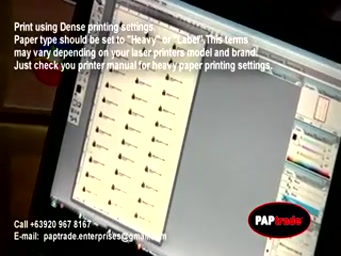 Print using Dense printing settings.
Paper type should be set to "Heavy" or "Label".This terms
may vary depending on your laser printers model and brand.
Just check you printer manual for heavy paper printing settings.
PAPtrade
Call +63920 967 8167
E-mail: paptrade.enterprises@gmail.com